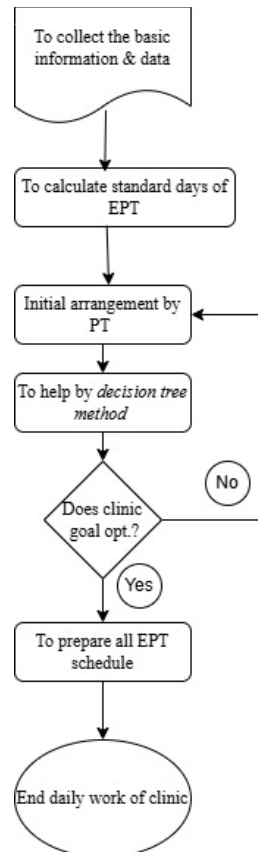 To collect the basic
information & data
To calculate standard days of
EPT
Initial arrangement by
PT
To help by decision tree
method
Does clinic
goal opt.?
No
Yes
To prepare all EPT
schedule
End daily work of clinic